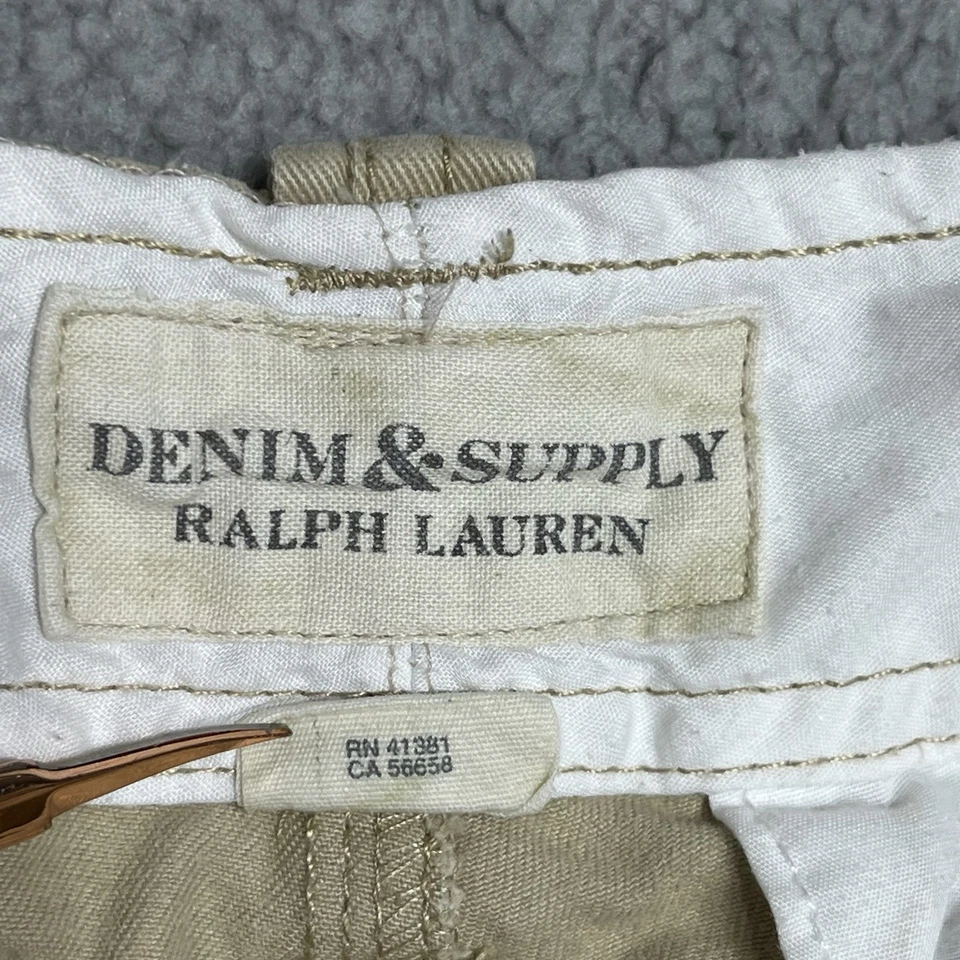 DENIM & SUPPLY
RALPH LAUREN
RN 41381
CA 56658